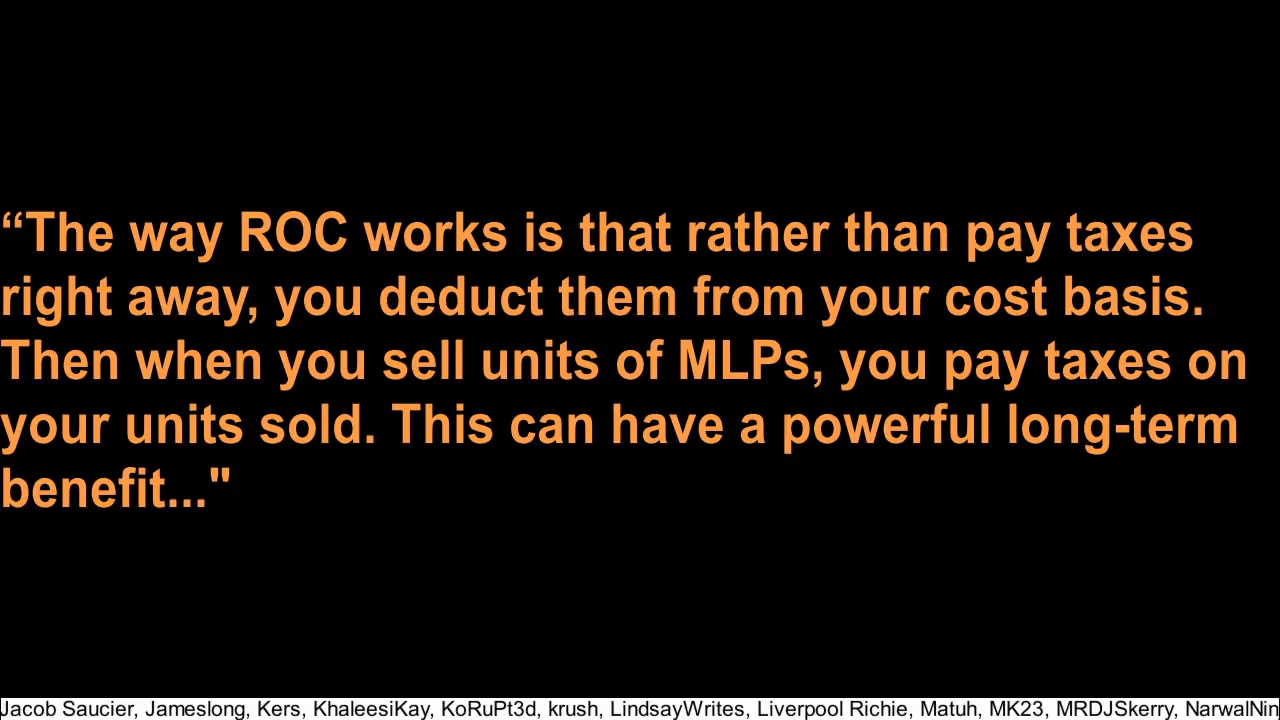 “The way ROC works is that rather than pay taxes
right away, you deduct them from your cost basis.
Then when you sell units of MLPs, you pay taxes on
your units sold. This can have a powerful long-term
benefit..."
Jacob Saucier, Jameslong, Kers, KhaleesiKay, KoRuPt3d, krush, LindsayWrites, Liverpool Richie, Matuh, MK23, MRDJSkerry, NarwalNin